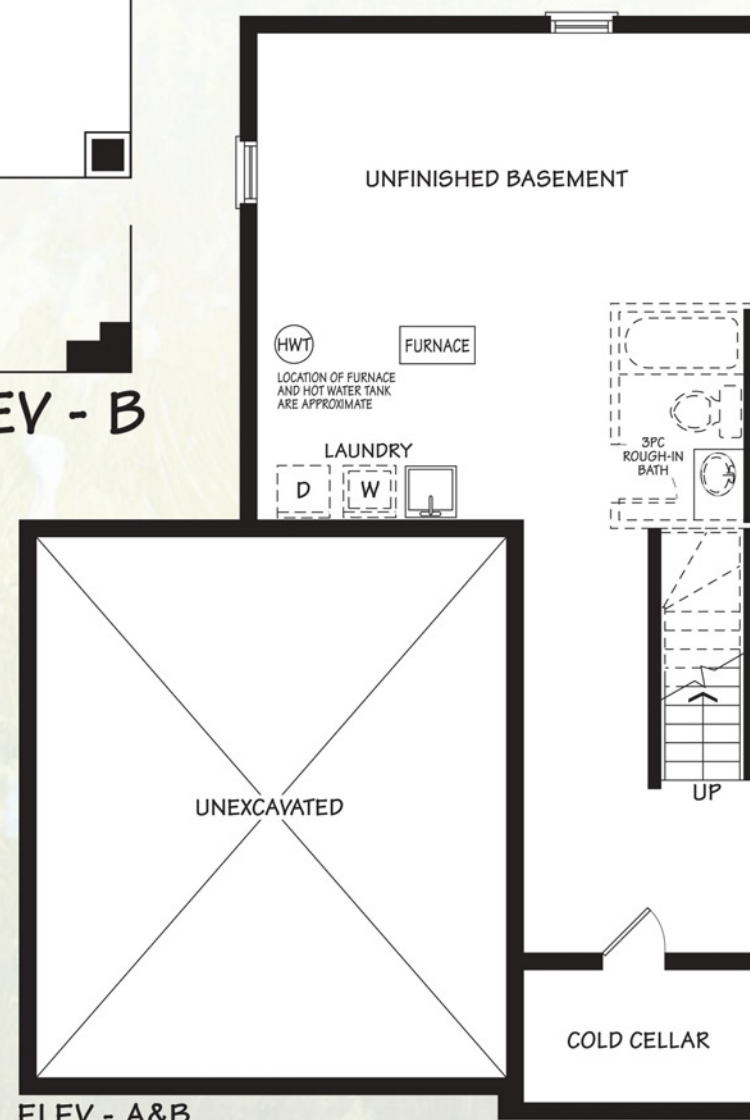 UNFINISHED BASEMENT
HWT
FURNACE
LOCATION OF FURNACE
AND HOT WATER TANK
ARE APPROXIMATE
EV - B
LAUNDRY
D
W
3PC
ROUGH-IN
BATH
UP
UNEXCAVATED
COLD CELLAR
ELEV - A&B